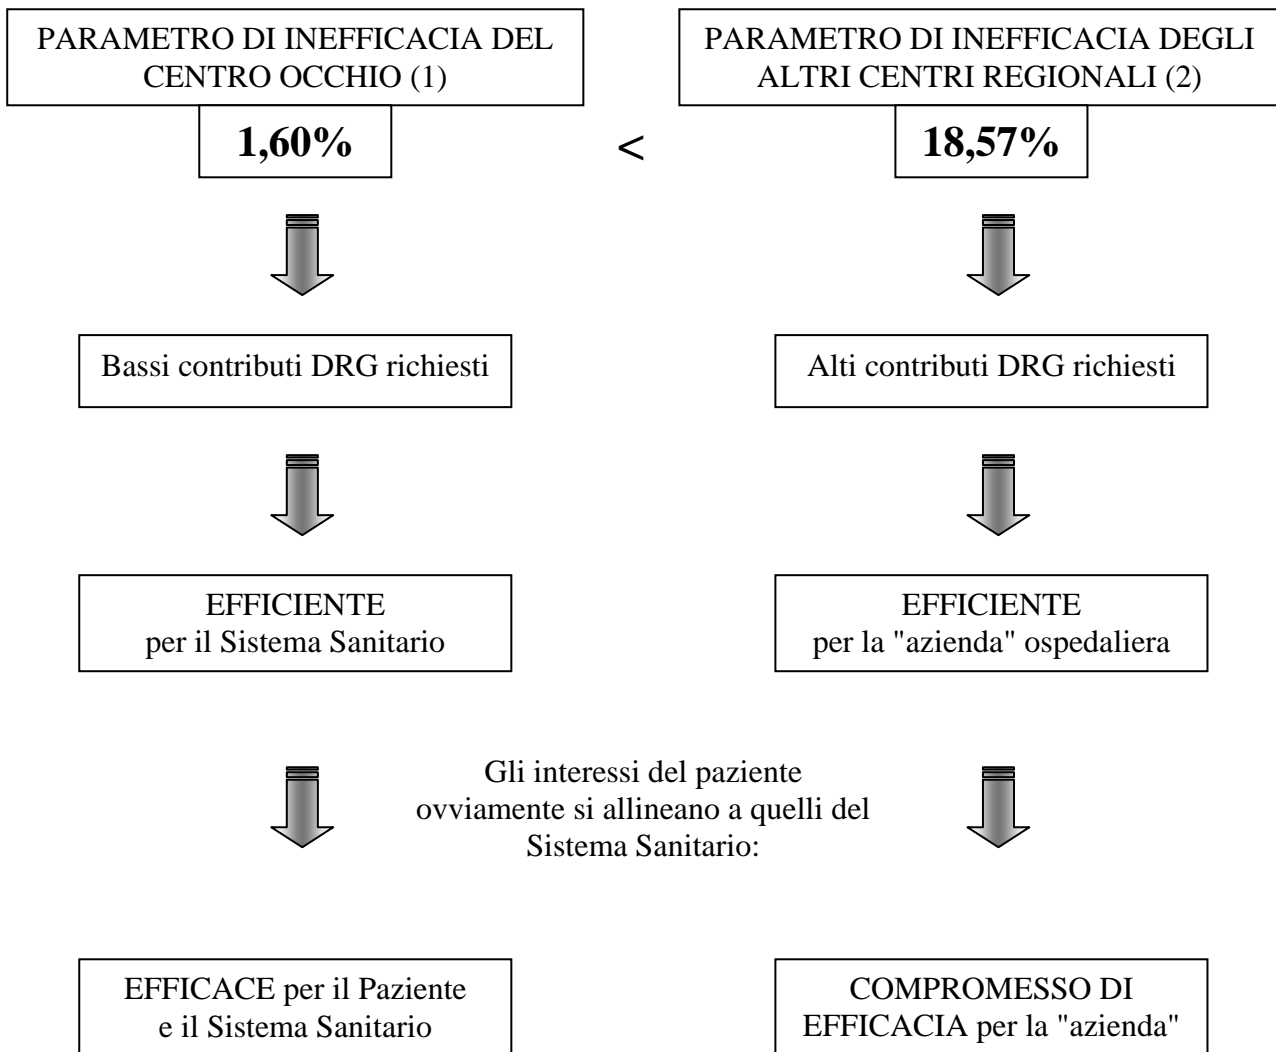 PARAMETRO DI INEFFICACIA DEL
CENTRO OCCHIO (1)
PARAMETRO DI INEFFICACIA DEGLI
ALTRI CENTRI REGIONALI (2)
1,60%
<
18,57%
Bassi contributi DRG richiesti
Alti contributi DRG richiesti
EFFICIENTE
per il Sistema Sanitario
EFFICIENTE
per la "azienda" ospedaliera
Gli interessi del paziente
ovviamente si allineano a quelli del
Sistema Sanitario:
EFFICACE per il Paziente
e il Sistema Sanitario
COMPROMESSO DI
EFFICACIA per la "azienda"